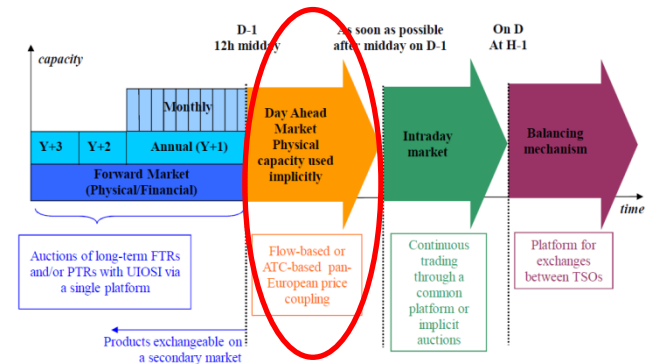 D-1
12h midday
As soon as possible
after midday on D-1
On D
At H-1
capacity
Monthly
Y+3
Y+2
Annual (Y+1)
Forward Market
(Physical/Financial)
Day Ahead
Market
Physical
capacity used
implicitly
Intraday
market
Balancing
mechanism
time
Auctions of long-term FTRs
and/or PTRs with UIOSI via
a single platform
Flow-based or
ATC-based pan-
European price
coupling
Continuous
trading
through a
common
platform or
implicit
auctions
Platform for
exchanges
between TSOs
Products exchangeable on
a secondary market